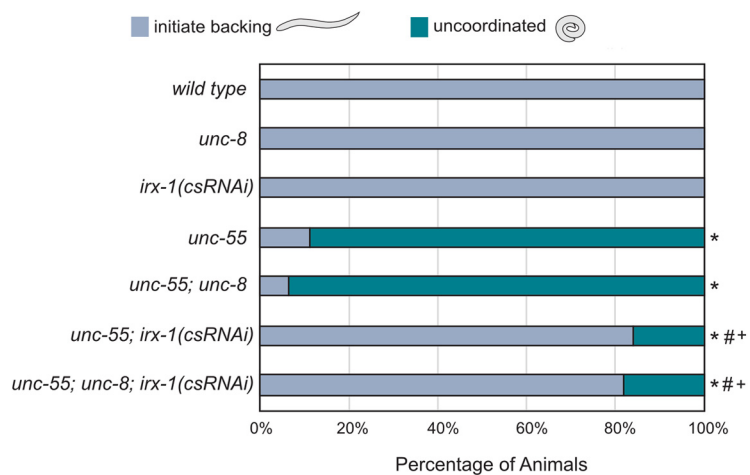 initiate backing uncoordinated
wild type
unc-8
irx-1(csRNAi)
unc-55 *
unc-55; unc-8 *
unc-55; irx-1(csRNAi) * # +
unc-55; unc-8; irx-1(csRNAi) * # +
0% 20% 40% 60% 80% 100%
Percentage of Animals